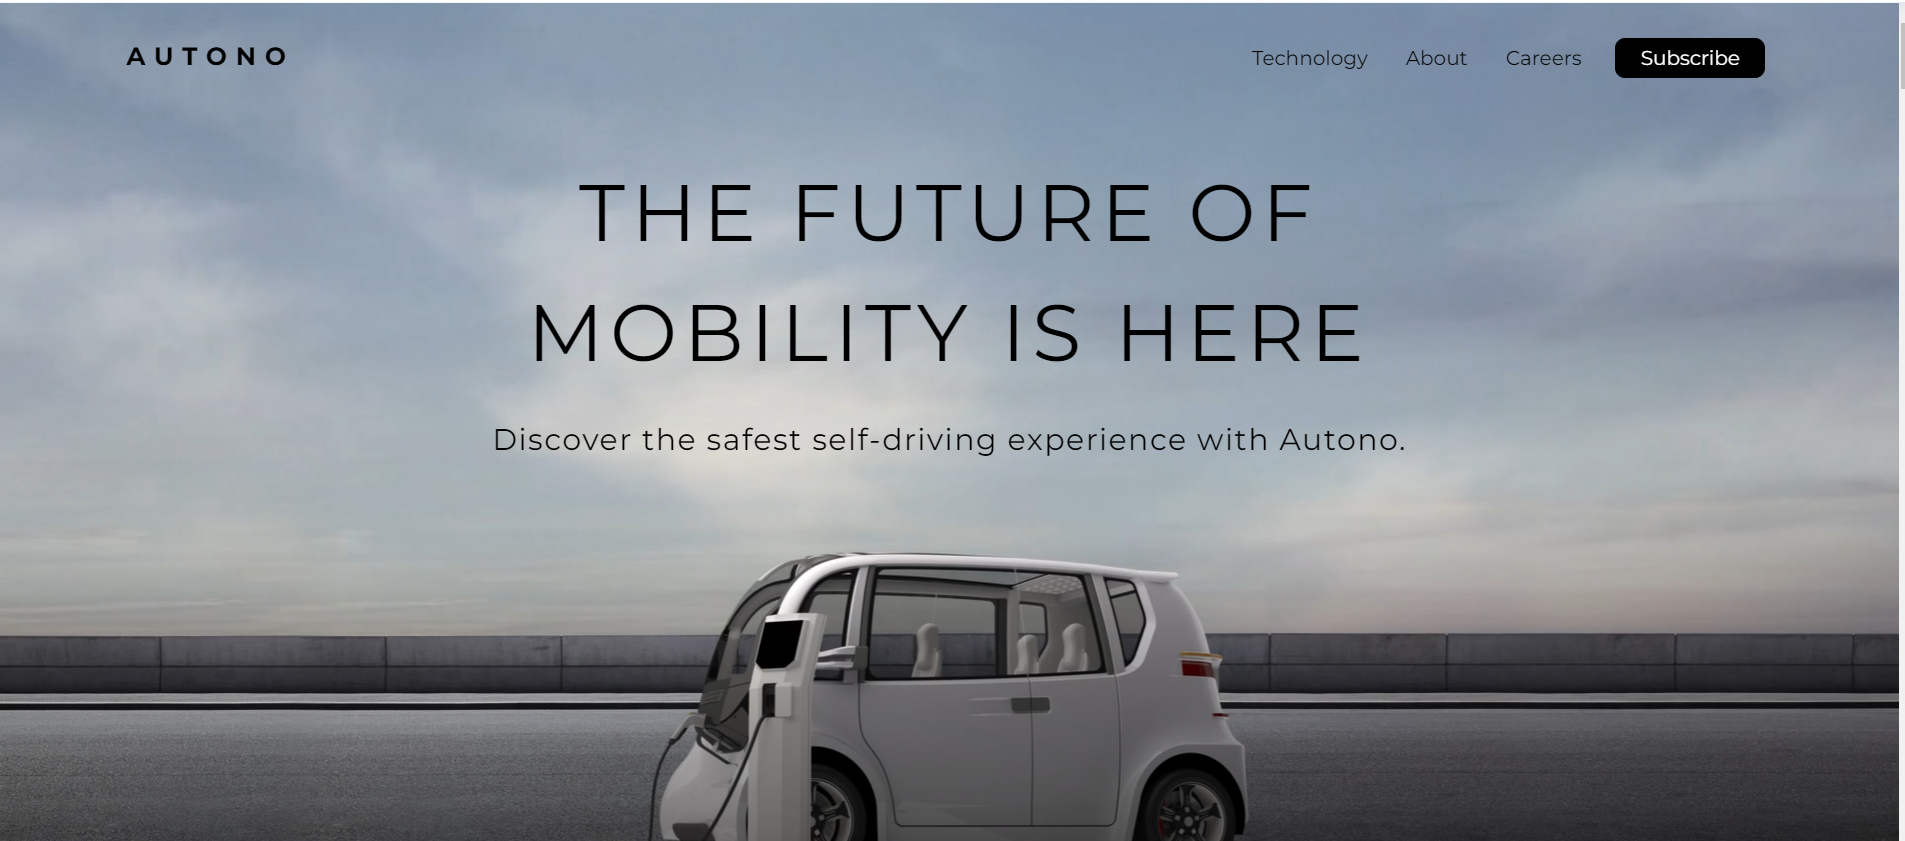 AUTONO
Technology About Careers Subscribe
THE FUTURE OF
MOBILITY IS HERE
Discover the safest self-driving experience with Autono.